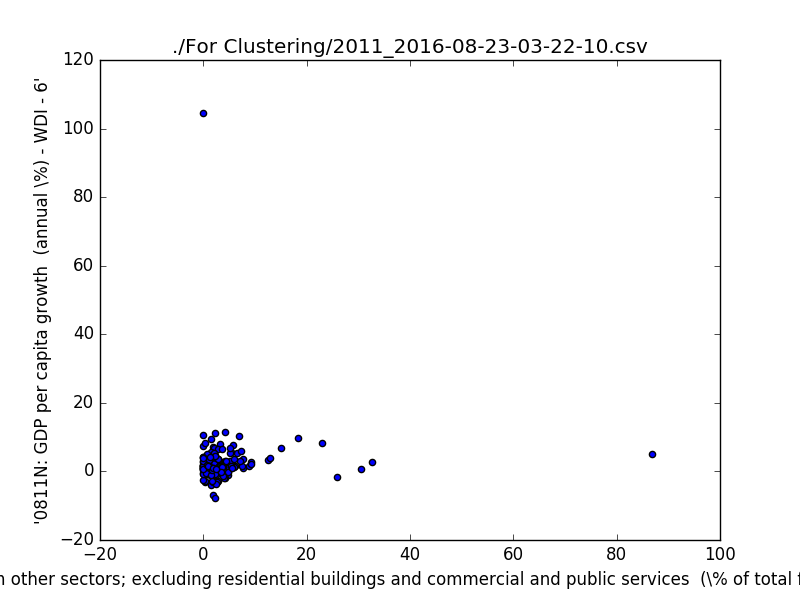 ./For Clustering/2011_2016-08-23-03-22-10.csv
120
100
80
60
40
20
0
−20
'0811N: GDP per capita growth  (annual \%) - WDI - 6'
−20 0 20 40 60 80 100
other sectors; excluding residential buildings and commercial and public services  (\% of total